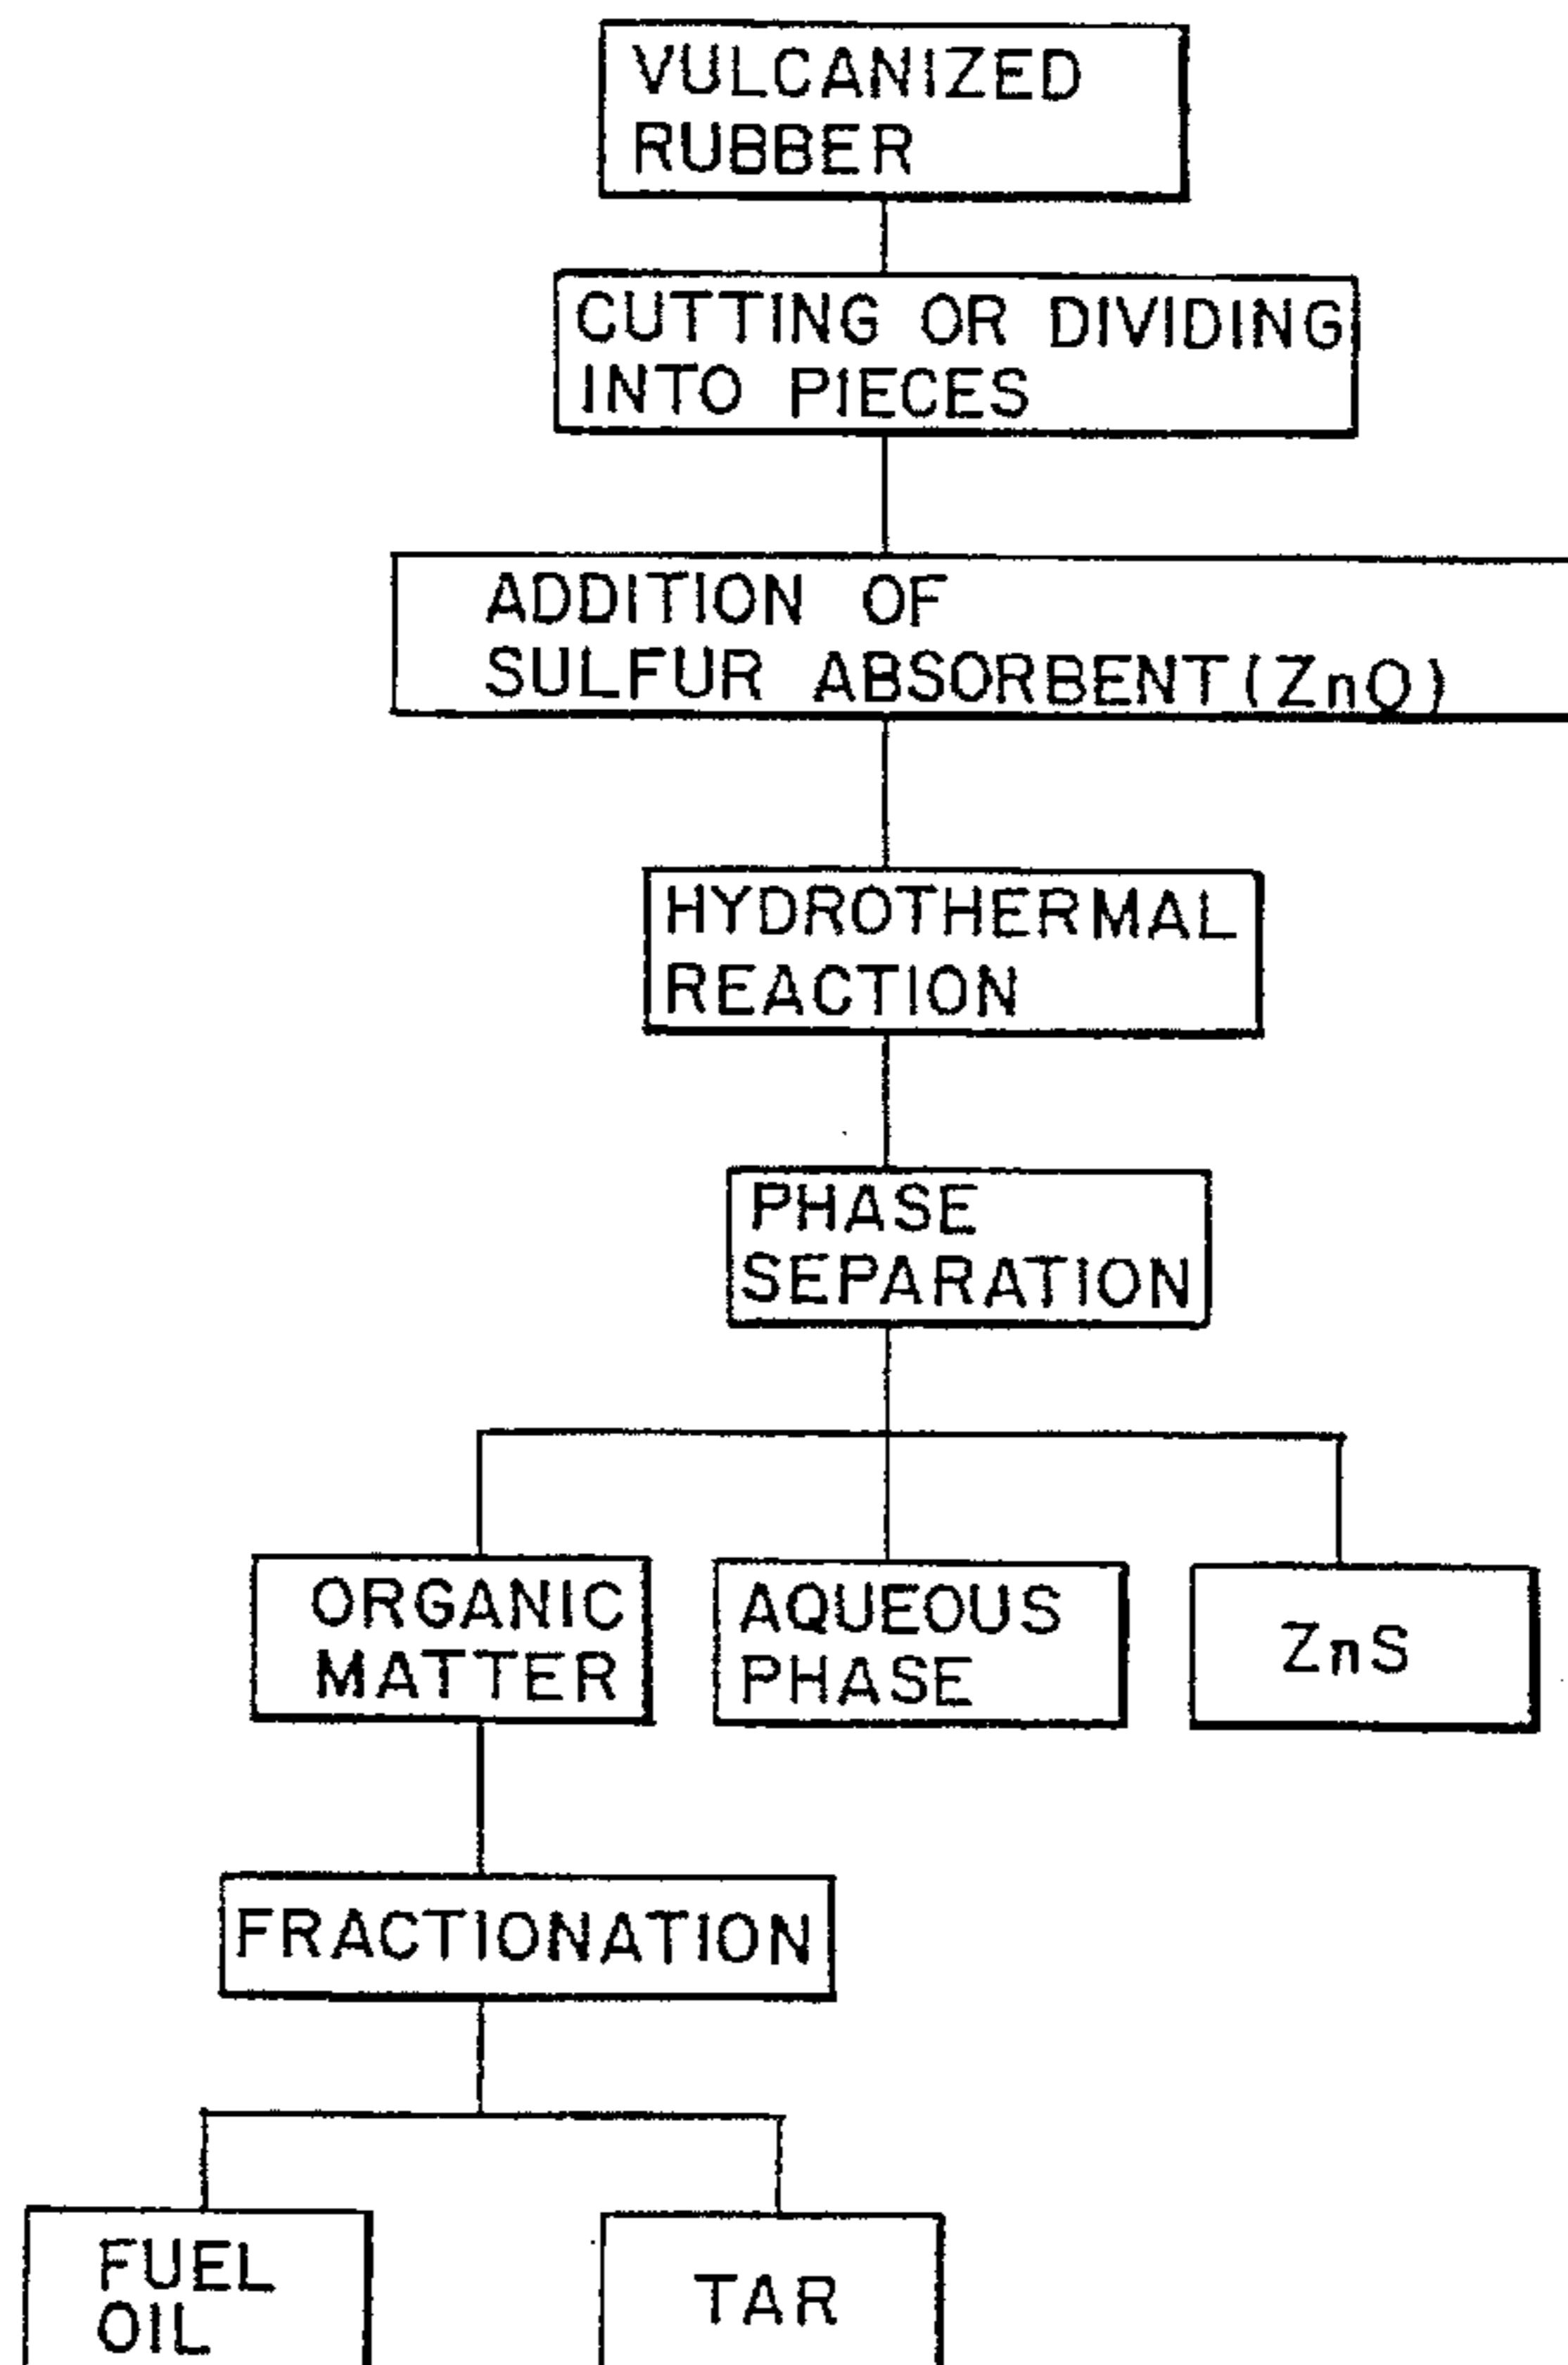 VULCANIZED
RUBBER
CUTTING OR DIVIDING
INTO PIECES
ADDITION OF
SULFUR ABSORBENT(ZnO)
HYDROTHERMAL
REACTION
PHASE
SEPARATION
ORGANIC
MATTER
AQUEOUS
PHASE
ZnS
FRACTIONATION
FUEL
OIL
TAR